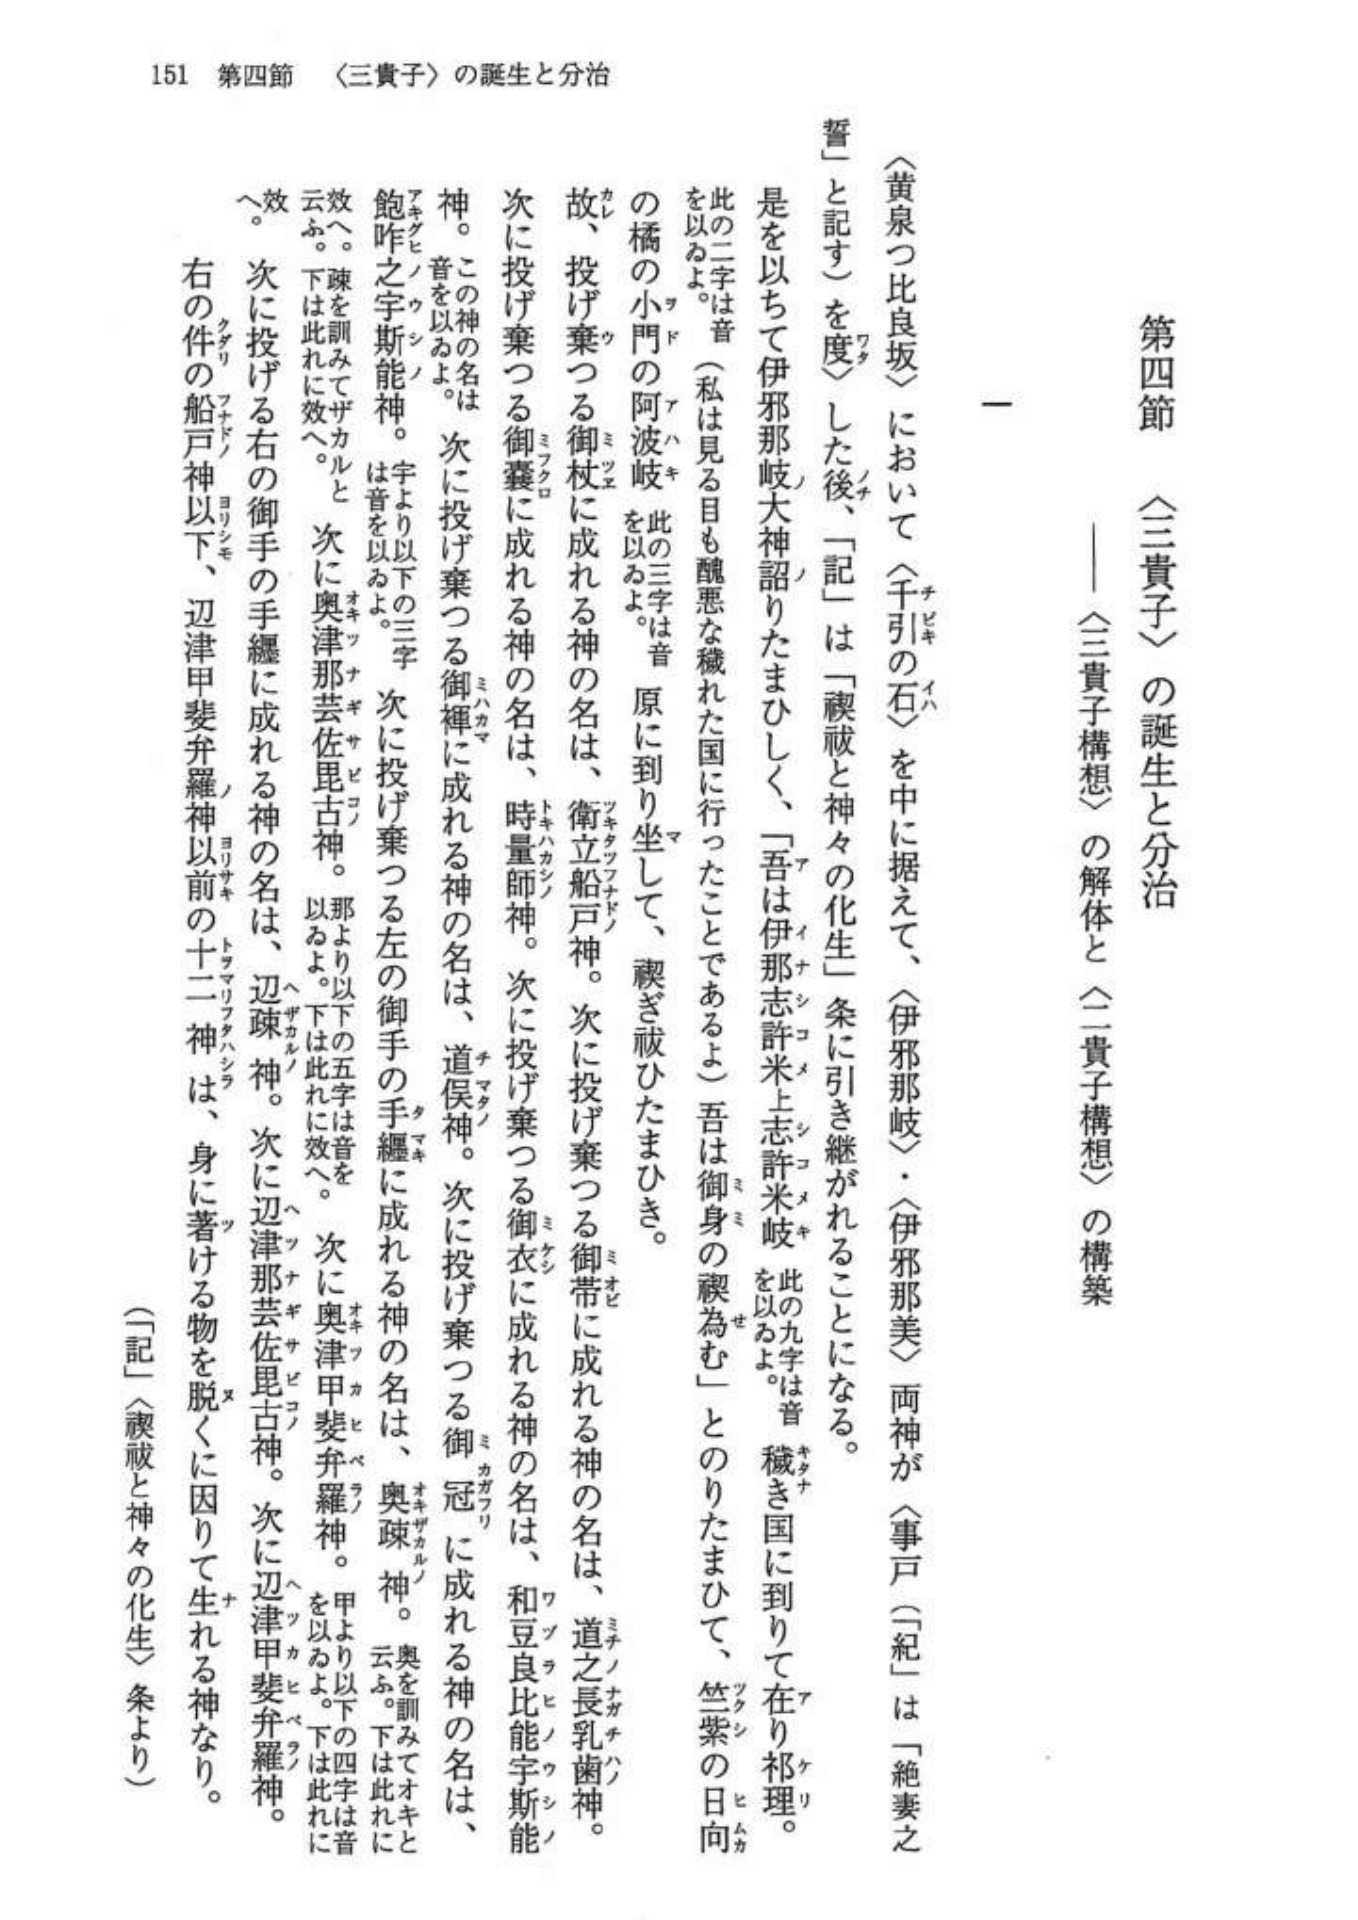 151　第四節　〈三貴子〉の誕生と分治
第四節　〈三貴子〉の誕生と分治
――〈三貴子構想〉の解体と〈二貴子構想〉の構築
一
〈黄泉つ比良坂〉において〈千引の石〉を中に据えて、〈伊邪那岐〉・〈伊邪那美〉両神が〈事戸（「紀」は「絶妻之
誓」と記す）を度〉した後、「記」は「禊祓と神々の化生」条に引き継がれることになる。
是を以ちて伊邪那岐大神詔りたまひしく、「吾は伊那志許米上志許米岐 此の九字は音を以ゐよ。 穢き国に到りて在り祁理。
此の二字は音を以ゐよ。（私は見る目も醜悪な穢れた国に行ったことであるよ）吾は御身の禊為む」とのりたまひて、竺紫の日向
の橘の小門の阿波岐 此の三字は音を以ゐよ。 原に到り坐して、禊ぎ祓ひたまひき。
故、投げ棄つる御杖に成れる神の名は、衛立船戸神。次に投げ棄つる御帯に成れる神の名は、道之長乳歯神。
次に投げ棄つる御嚢に成れる神の名は、時量師神。次に投げ棄つる御衣に成れる神の名は、和豆良比能宇斯能
神。 この神の名は音を以ゐよ。 次に投げ棄つる御褌に成れる神の名は、道俣神。次に投げ棄つる御冠に成れる神の名は、
飽咋之宇斯能神。 宇より以下の三字は音を以ゐよ。 次に投げ棄つる左の御手の手纏に成れる神の名は、奥疎神。 奥を訓みてオキと云ふ。下は此れに
效へ。疎を訓みてザカルと云ふ。下は此れに效へ。 次に奥津那芸佐毘古神。 那より以下の五字は音を以ゐよ。下は此れに效へ。 次に奥津甲斐弁羅神。 甲より以下の四字は音を以ゐよ。下は此れに
效へ。 次に投げる右の御手の手纏に成れる神の名は、辺疎神。次に辺津那芸佐毘古神。次に辺津甲斐弁羅神。
右の件の船戸神以下、辺津甲斐弁羅神以前の十二神は、身に著ける物を脱くに因りて生れる神なり。
（「記」〈禊祓と神々の化生〉条より）